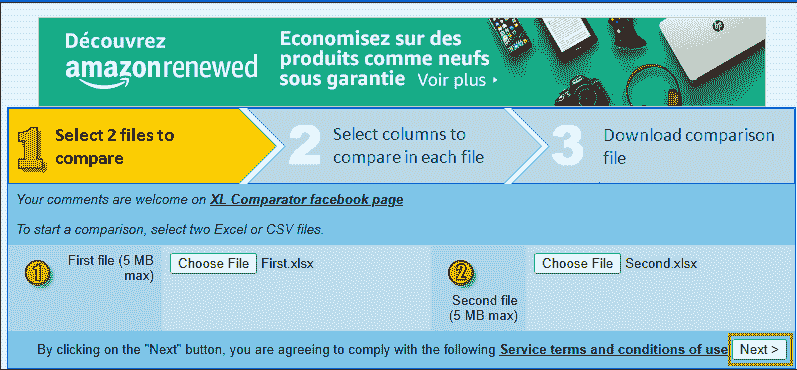 Découvrez
amazonrenewed
Economisez sur des
produits comme neufs
sous garantie Voir plus ›
hp
1 Select 2 files to
compare
2 Select columns to
compare in each file
3 Download comparison
file
Your comments are welcome on XL Comparator facebook page
To start a comparison, select two Excel or CSV files.
1 First file (5 MB
max)
Choose File First.xlsx
2 Second file
(5 MB max)
Choose File Second.xlsx
By clicking on the "Next" button, you are agreeing to comply with the following Service terms and conditions of use
Next >